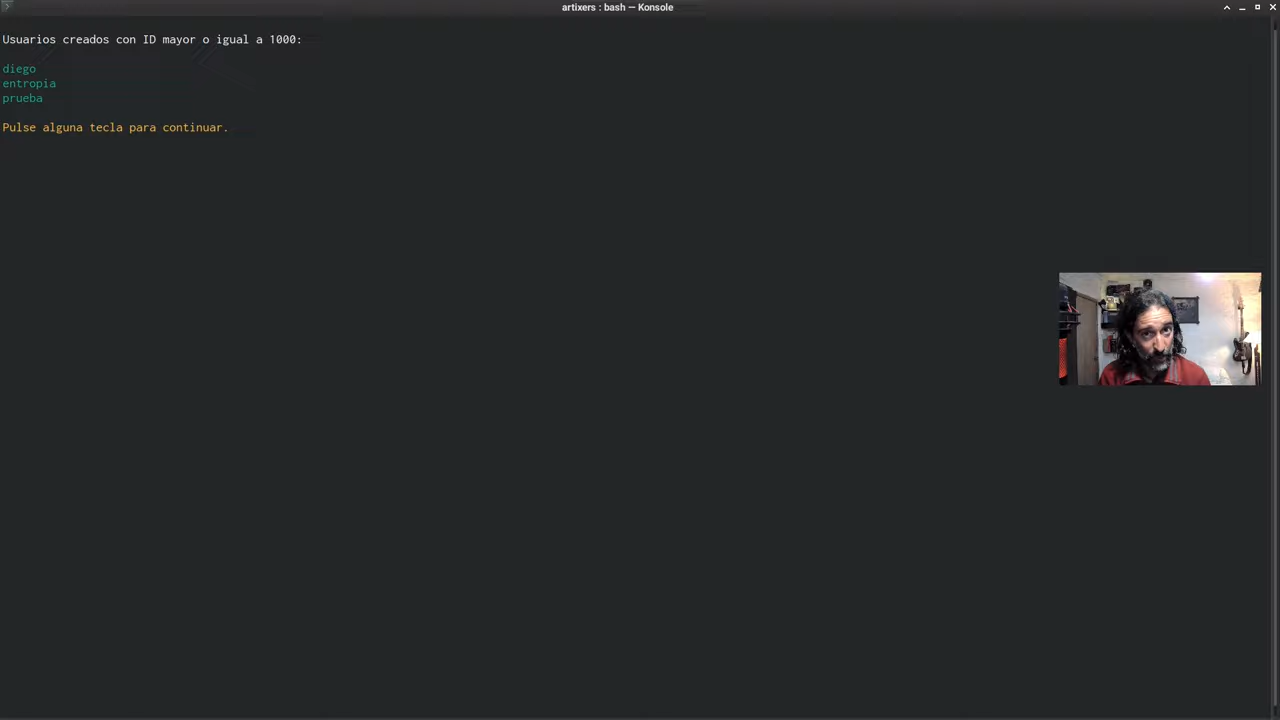 artixers : bash — Konsole
Usuarios creados con ID mayor o igual a 1000:
diego
entropia
prueba
Pulse alguna tecla para continuar.